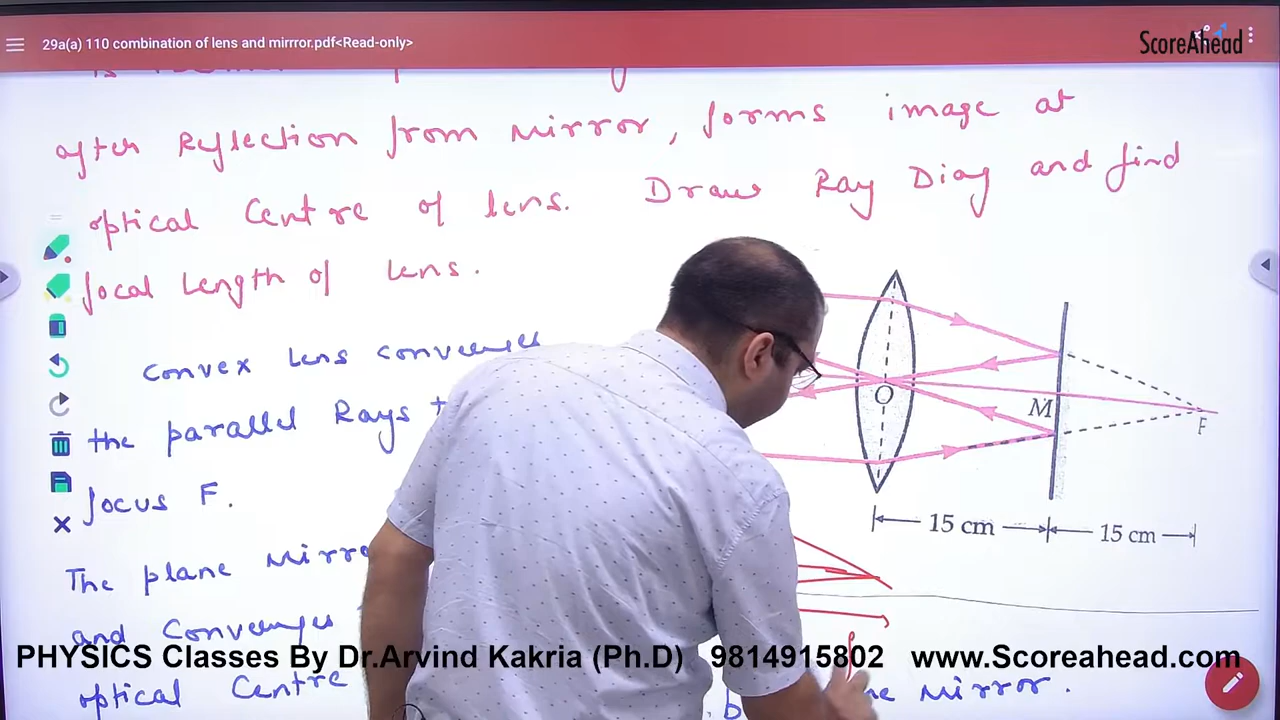 29a(a) 110 combination of lens and mirrror.pdf<Read-only>
ScoreAhead
after Reflection from mirror, forms image at
optical Centre of lens. Draw Ray Diag and find
focal length of lens.
Convex lens converges
the parallel Rays
focus F.
The plane mirro
and Converges
optical Centre
mirror.
O
M
F
15 cm
15 cm
PHYSICS Classes By Dr.Arvind Kakria (Ph.D) 9814915802 www.Scoreahead.com